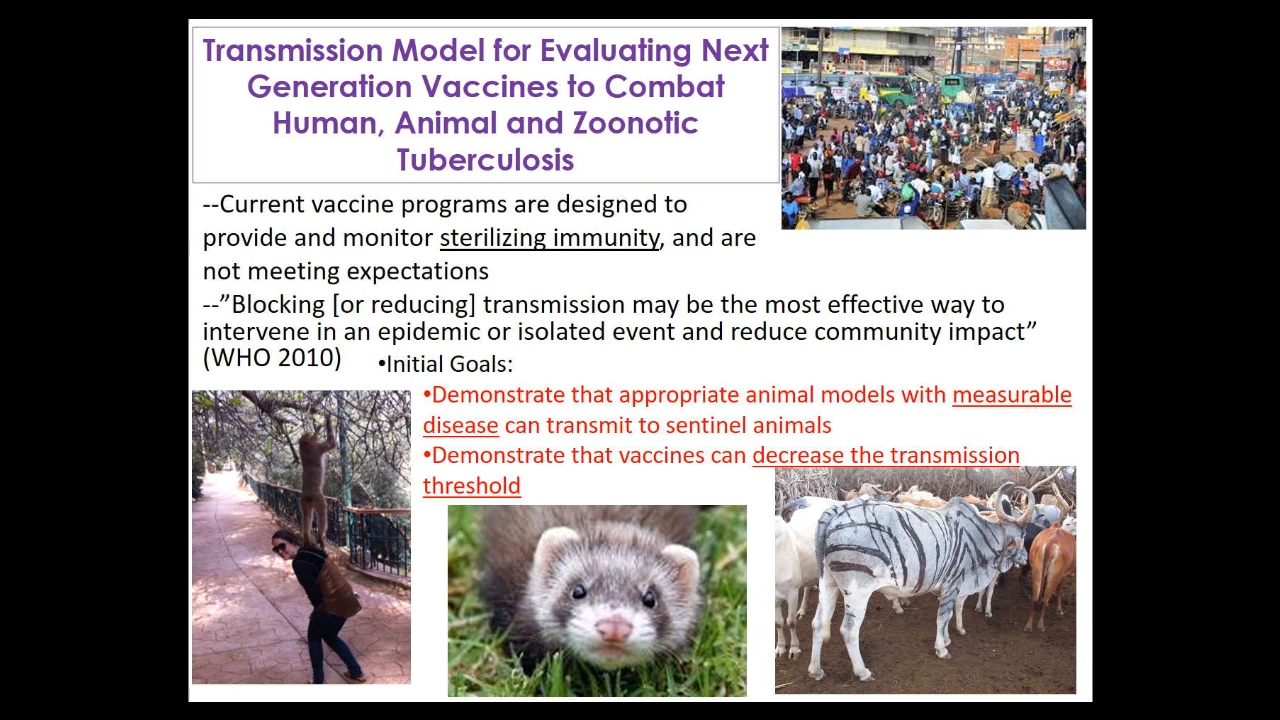 Transmission Model for Evaluating Next
Generation Vaccines to Combat
Human, Animal and Zoonotic
Tuberculosis
--Current vaccine programs are designed to
provide and monitor sterilizing immunity, and are
not meeting expectations
--”Blocking [or reducing] transmission may be the most effective way to
intervene in an epidemic or isolated event and reduce community impact”
(WHO 2010)
•Initial Goals:
•Demonstrate that appropriate animal models with measurable
disease can transmit to sentinel animals
•Demonstrate that vaccines can decrease the transmission
threshold